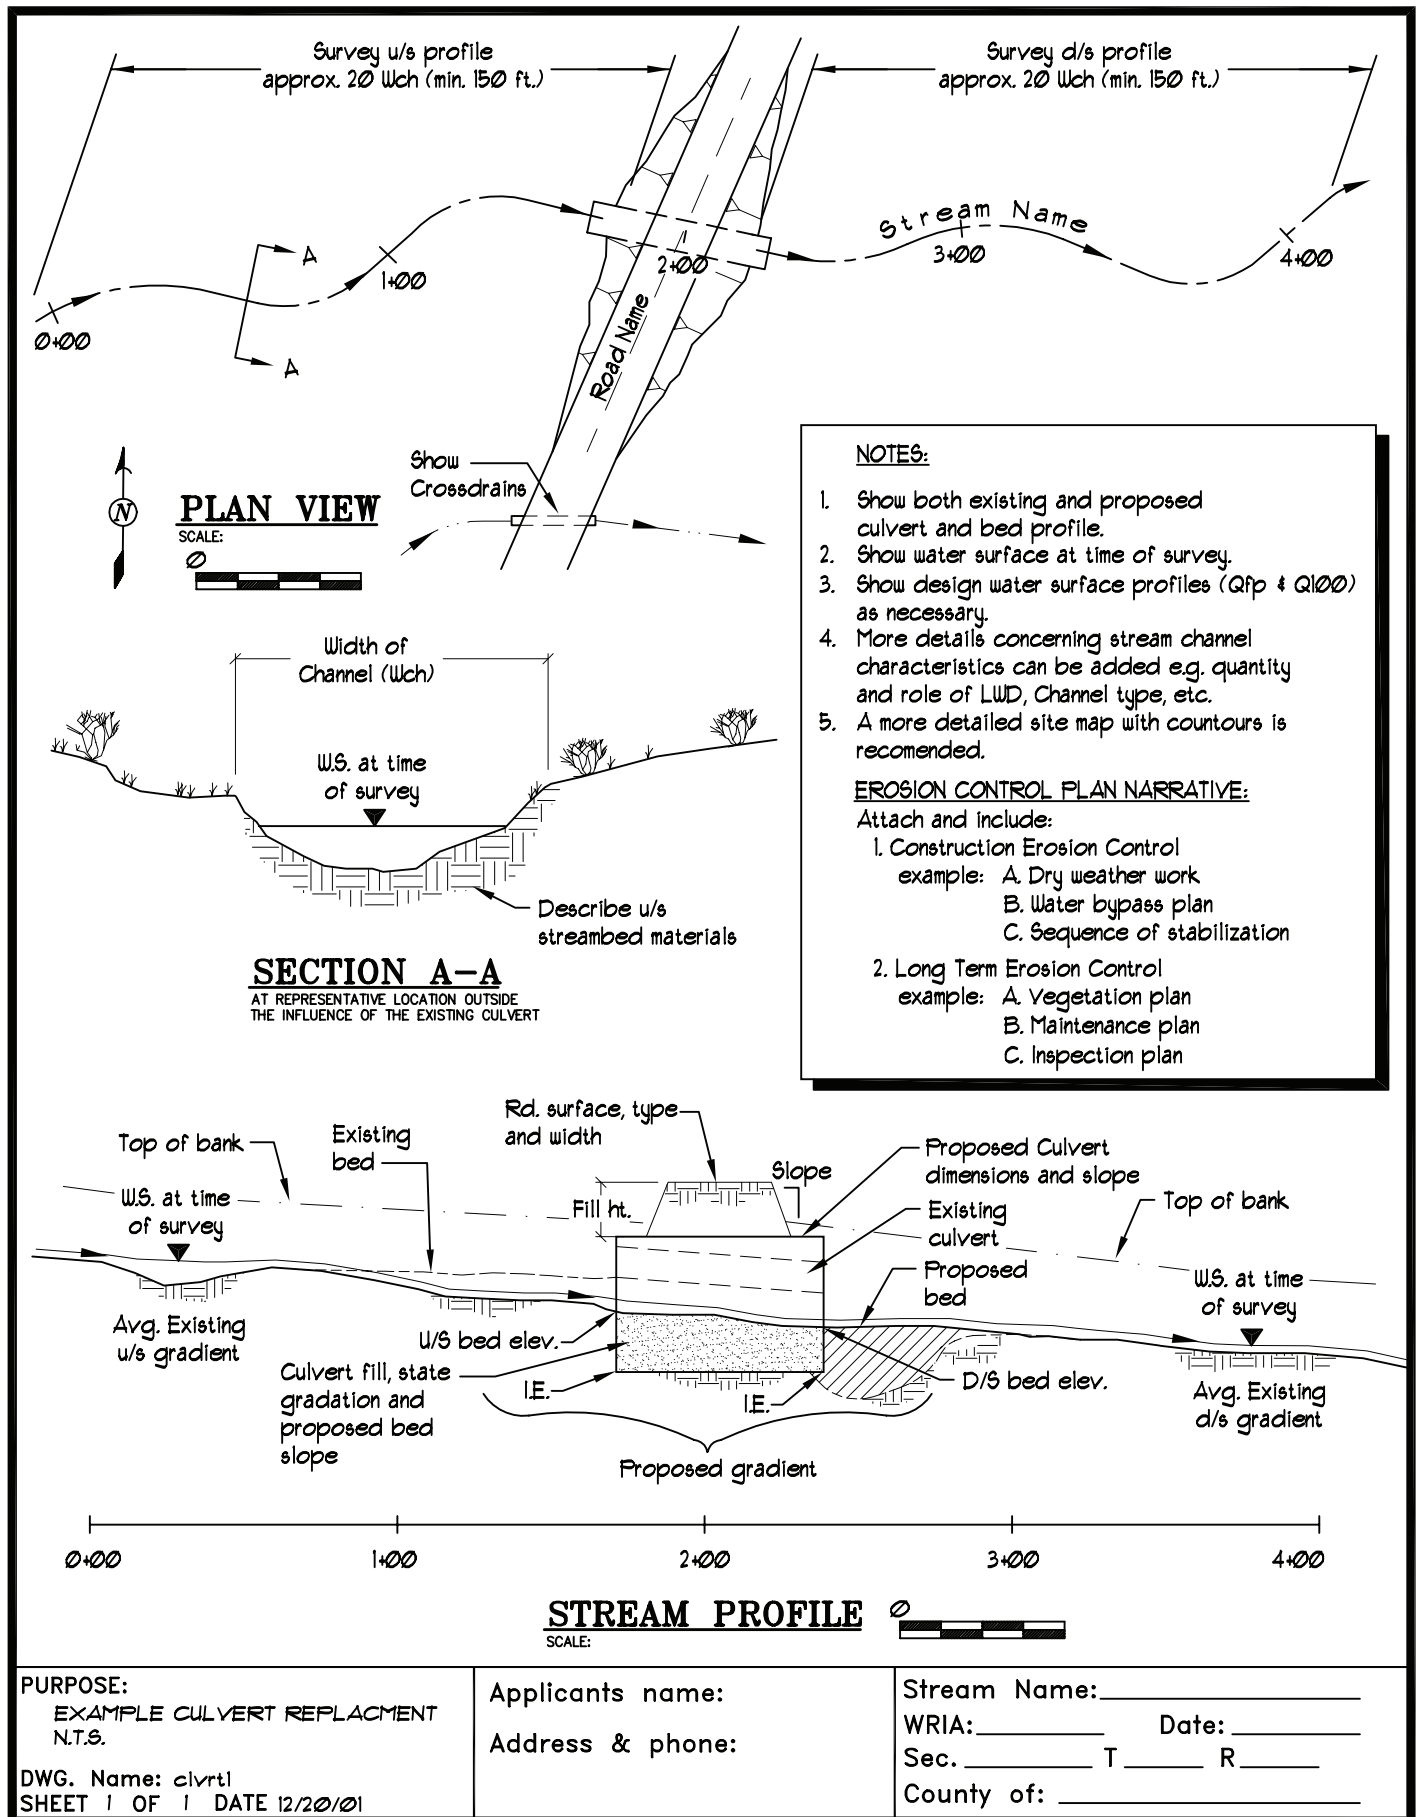 Survey u/s profile
approx. 20 Wch (min. 150 ft.)
Survey d/s profile
approx. 20 Wch (min. 150 ft.)
Stream Name
A
1+00
2+00
3+00
4+00
0+00
A
Road Name
Show
Crossdrains
N
PLAN VIEW
SCALE:
0
NOTES:
1. Show both existing and proposed
culvert and bed profile.
2. Show water surface at time of survey.
3. Show design water surface profiles (Qfp & Q100)
as necessary.
4. More details concerning stream channel
characteristics can be added e.g. quantity
and role of LWD, Channel type, etc.
5. A more detailed site map with countours is
recomended.
EROSION CONTROL PLAN NARRATIVE:
Attach and include:
1. Construction Erosion Control
example: A. Dry weather work
B. Water bypass plan
C. Sequence of stabilization
2. Long Term Erosion Control
example: A. Vegetation plan
B. Maintenance plan
C. Inspection plan
Width of
Channel (Wch)
W.S. at time
of survey
Describe u/s
streambed materials
SECTION A-A
AT REPRESENTATIVE LOCATION OUTSIDE
THE INFLUENCE OF THE EXISTING CULVERT
Rd. surface, type
and width
Top of bank
Existing
bed
Slope
Proposed Culvert
dimensions and slope
W.S. at time
of survey
Fill ht.
Existing
culvert
Top of bank
Proposed
bed
W.S. at time
of survey
Avg. Existing
u/s gradient
U/S bed elev.
Culvert fill, state
gradation and
proposed bed
slope
I.E.
I.E.
D/S bed elev.
Avg. Existing
d/s gradient
Proposed gradient
0+00
1+00
2+00
3+00
4+00
STREAM PROFILE
SCALE:
0
PURPOSE:
EXAMPLE CULVERT REPLACMENT
N.T.S.
DWG. Name: clvrt1
SHEET 1 OF 1 DATE 12/20/01
Applicants name:
Address & phone:
Stream Name:
WRIA: Date:
Sec. T R
County of: